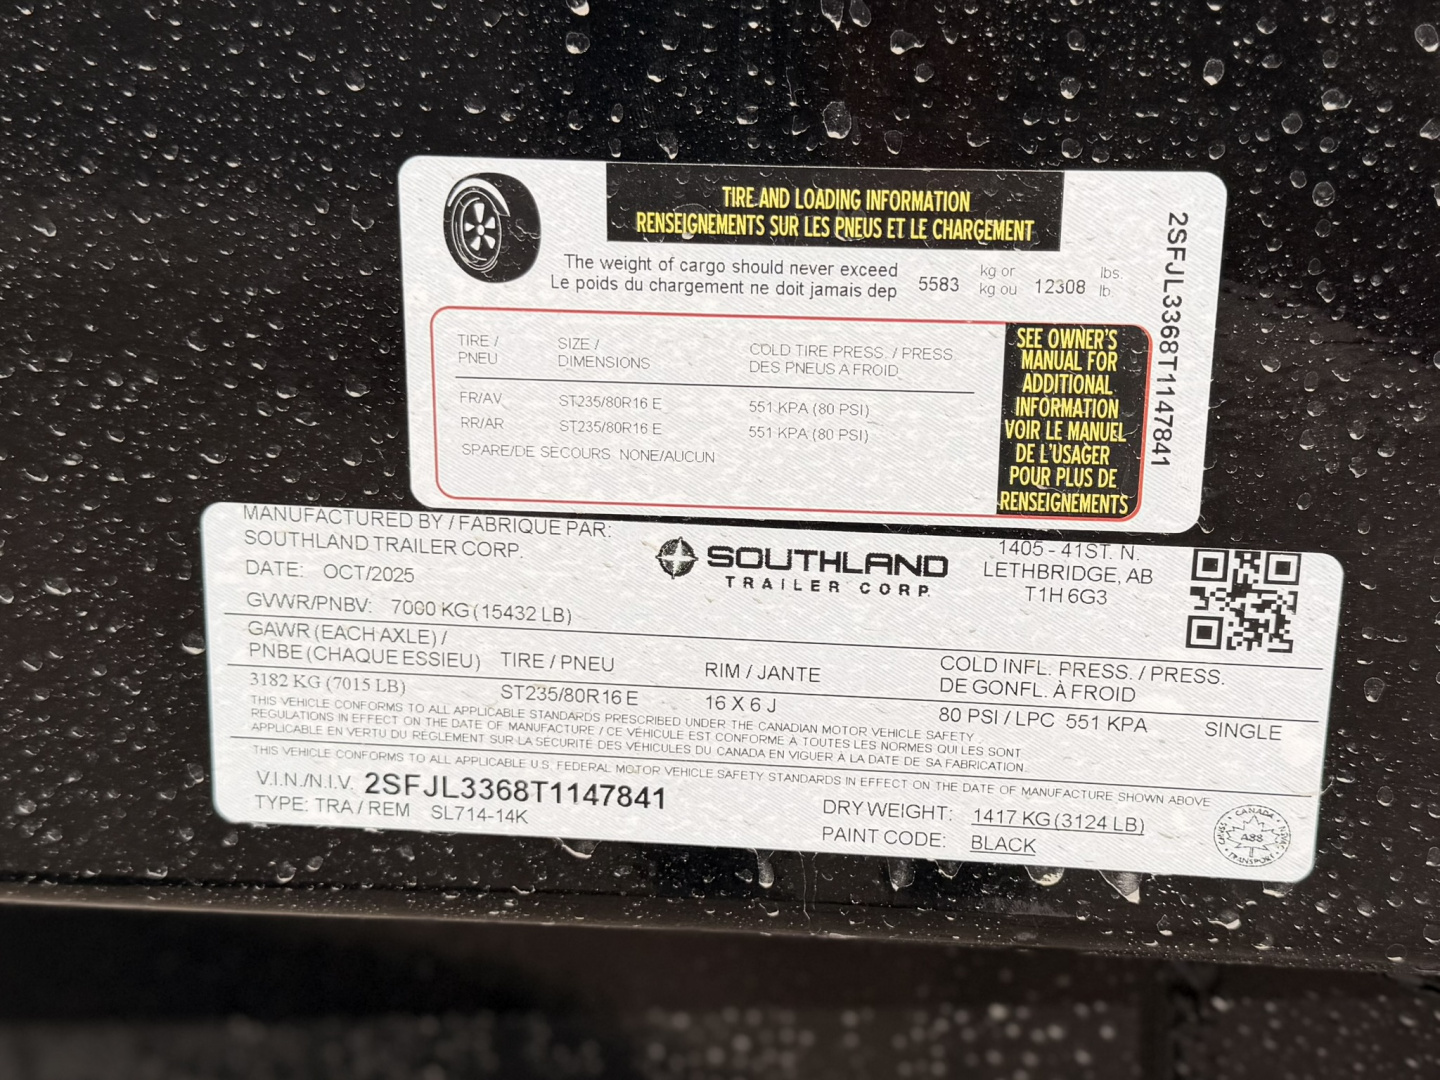 TIRE AND LOADING INFORMATION
RENSEIGNEMENTS SUR LES PNEUS ET LE CHARGEMENT
The weight of cargo should never exceed
Le poids du chargement ne doit jamais dep
5583 kg or kg ou 12308 lbs. lb
TIRE / PNEU
SIZE / DIMENSIONS
COLD TIRE PRESS. / PRESS. DES PNEUS A FROID
FR/AV ST235/80R16 E 551 KPA (80 PSI)
RR/AR ST235/80R16 E 551 KPA (80 PSI)
SPARE/DE SECOURS NONE/AUCUN
SEE OWNER'S
MANUAL FOR
ADDITIONAL
INFORMATION
VOIR LE MANUEL
DE L'USAGER
POUR PLUS DE
RENSEIGNEMENTS
2SFJL3368T1147841
MANUFACTURED BY / FABRIQUE PAR:
SOUTHLAND TRAILER CORP.
DATE: OCT/2025
GVWR/PNBV: 7000 KG (15432 LB)
SOUTHLAND
TRAILER CORP.
1405 - 41ST. N.
LETHBRIDGE, AB
T1H 6G3
GAWR (EACH AXLE) /
PNBE (CHAQUE ESSIEU)
TIRE / PNEU
RIM / JANTE
COLD INFL. PRESS. / PRESS.
DE GONFL. À FROID
3182 KG (7015 LB) ST235/80R16 E 16 X 6 J 80 PSI / LPC 551 KPA SINGLE
THIS VEHICLE CONFORMS TO ALL APPLICABLE STANDARDS PRESCRIBED UNDER THE CANADIAN MOTOR VEHICLE SAFETY
REGULATIONS IN EFFECT ON THE DATE OF MANUFACTURE / CE VÉHICULE EST CONFORME À TOUTES LES NORMES QUI LES SONT
APPLICABLE EN VERTU DU RÈGLEMENT SUR LA SÉCURITÉ DES VÉHICULES DU CANADA EN VIGUER À LA DATE DE SA FABRICATION.
THIS VEHICLE CONFORMS TO ALL APPLICABLE U.S. FEDERAL MOTOR VEHICLE SAFETY STANDARDS IN EFFECT ON THE DATE OF MANUFACTURE SHOWN ABOVE
V.I.N./N.I.V. 2SFJL3368T1147841
TYPE: TRA / REM SL714-14K
DRY WEIGHT: 1417 KG (3124 LB)
PAINT CODE: BLACK
CANADA
TRANSPORT